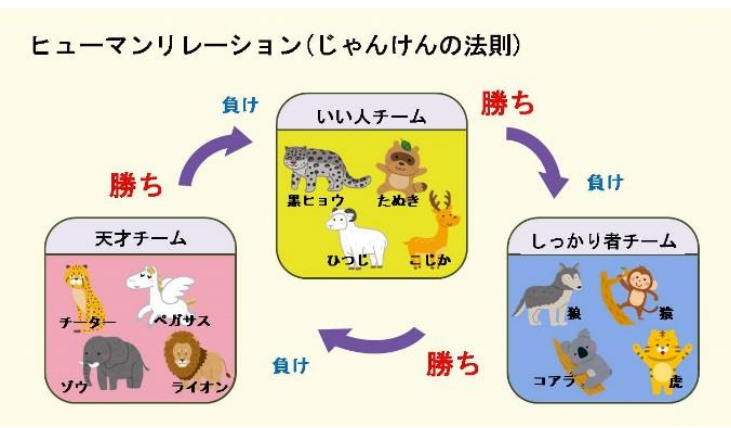 ヒューマンリレーション(じゃんけんの法則)
負け
いい人チーム
勝ち
黒ヒョウ
たぬき
ひつじ
こじか
勝ち
負け
天才チーム
チーター
ペガサス
ゾウ
ライオン
しっかり者チーム
狼
猿
コアラ
虎
負け
勝ち